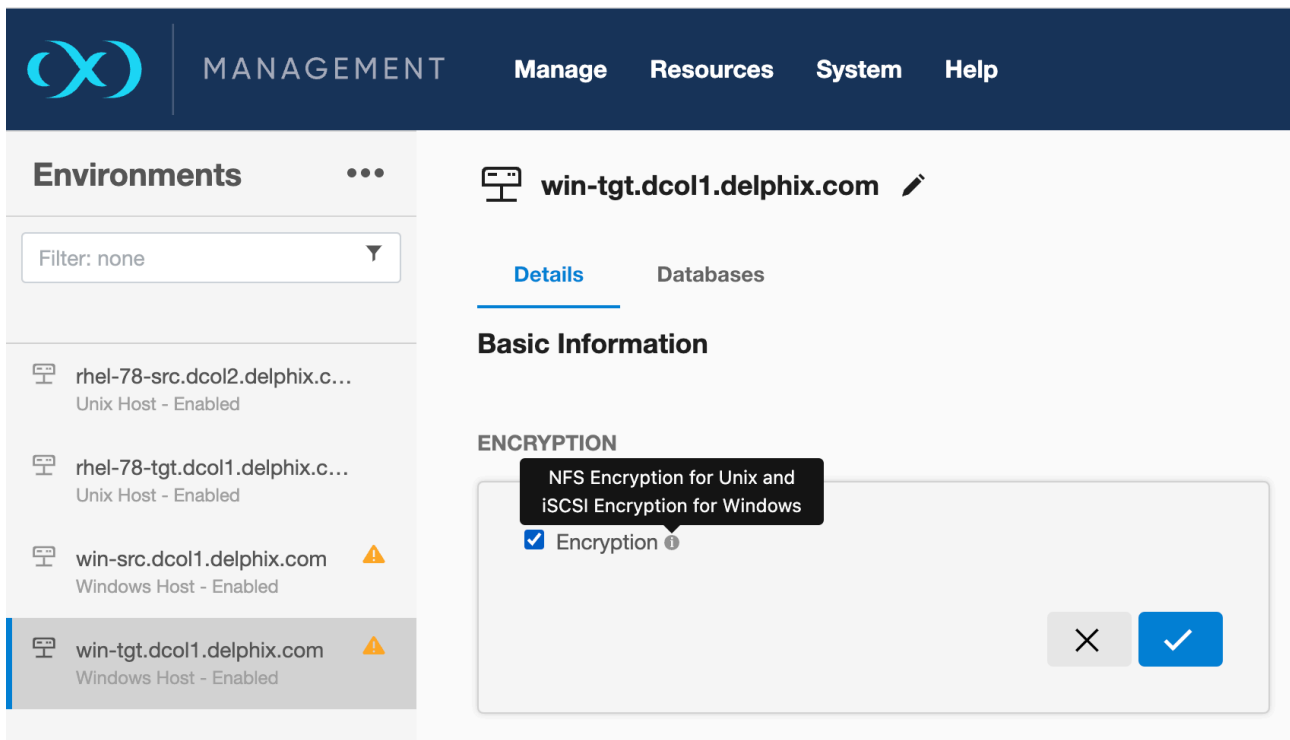 MANAGEMENT Manage Resources System Help
Environments
Filter: none
rhel-78-src.dcol2.delphix.c...
Unix Host - Enabled
rhel-78-tgt.dcol1.delphix.c...
Unix Host - Enabled
win-src.dcol1.delphix.com
Windows Host - Enabled
win-tgt.dcol1.delphix.com
Windows Host - Enabled
win-tgt.dcol1.delphix.com
Details Databases
Basic Information
ENCRYPTION
NFS Encryption for Unix and
iSCSI Encryption for Windows
Encryption